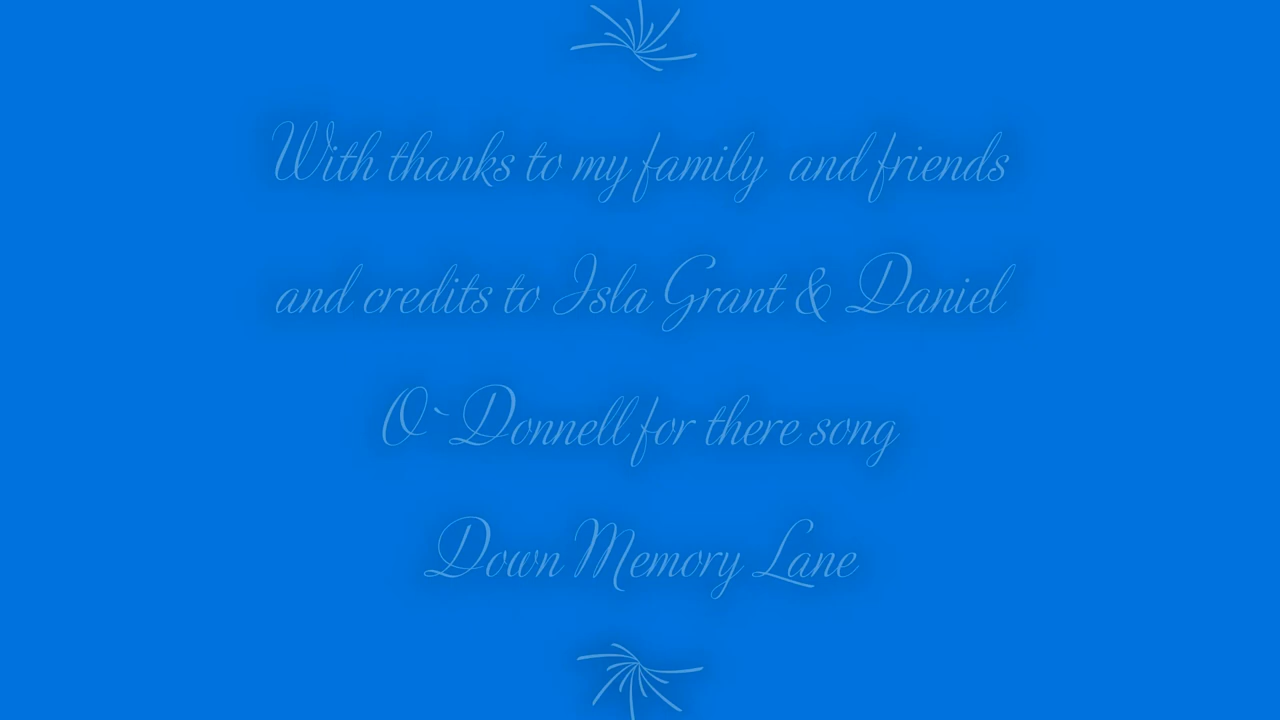 With thanks to my family and friends
and credits to Isla Grant & Daniel
O`Donnell for there song
Down Memory Lane